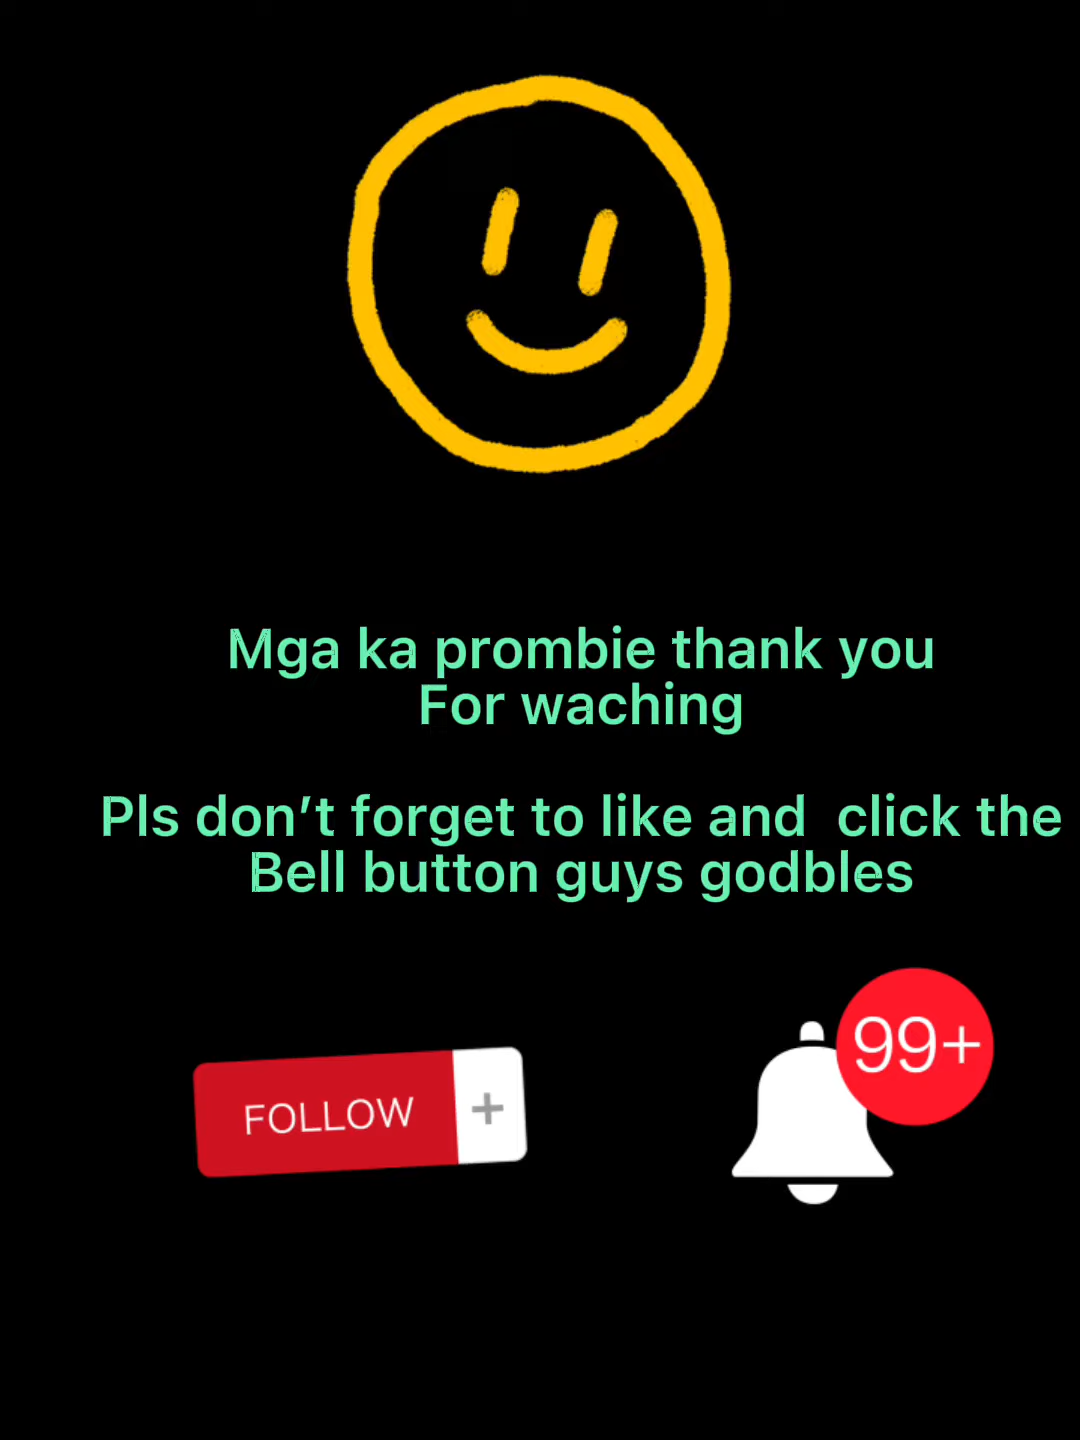 Mga ka prombie thank you
For waching
Pls don’t forget to like and  click the
Bell button guys godbles
FOLLOW +
99+